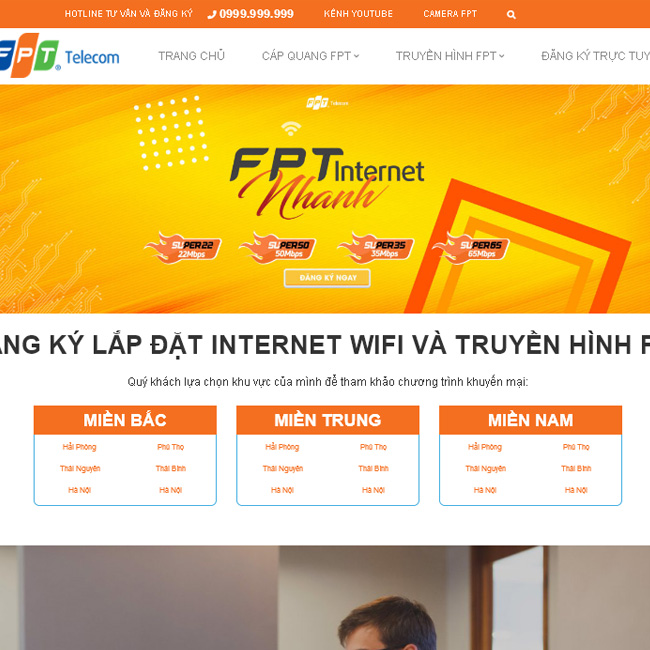 HOTLINE TƯ VẤN VÀ ĐĂNG KÝ 0999.999.999 KÊNH YOUTUBE CAMERA FPT
FPT Telecom TRANG CHỦ CÁP QUANG FPT TRUYỀN HÌNH FPT ĐĂNG KÝ TRỰC TUY
FPT Telecom
FPT Internet
Nhanh
SUPER22 SUPER50 SUPER35 SUPER65
22Mbps 50Mbps 35Mbps 65Mbps
ĐĂNG KÝ NGAY
ĂNG KÝ LẮP ĐẶT INTERNET WIFI VÀ TRUYỀN HÌNH F
Quý khách lựa chọn khu vực của mình để tham khảo chương trình khuyến mại:
MIỀN BẮC MIỀN TRUNG MIỀN NAM
Hải Phòng Phú Thọ Hải Phòng Phú Thọ Hải Phòng Phú Thọ
Thái Nguyên Thái Bình Thái Nguyên Thái Bình Thái Nguyên Thái Bình
Hà Nội Hà Nội Hà Nội Hà Nội Hà Nội Hà Nội